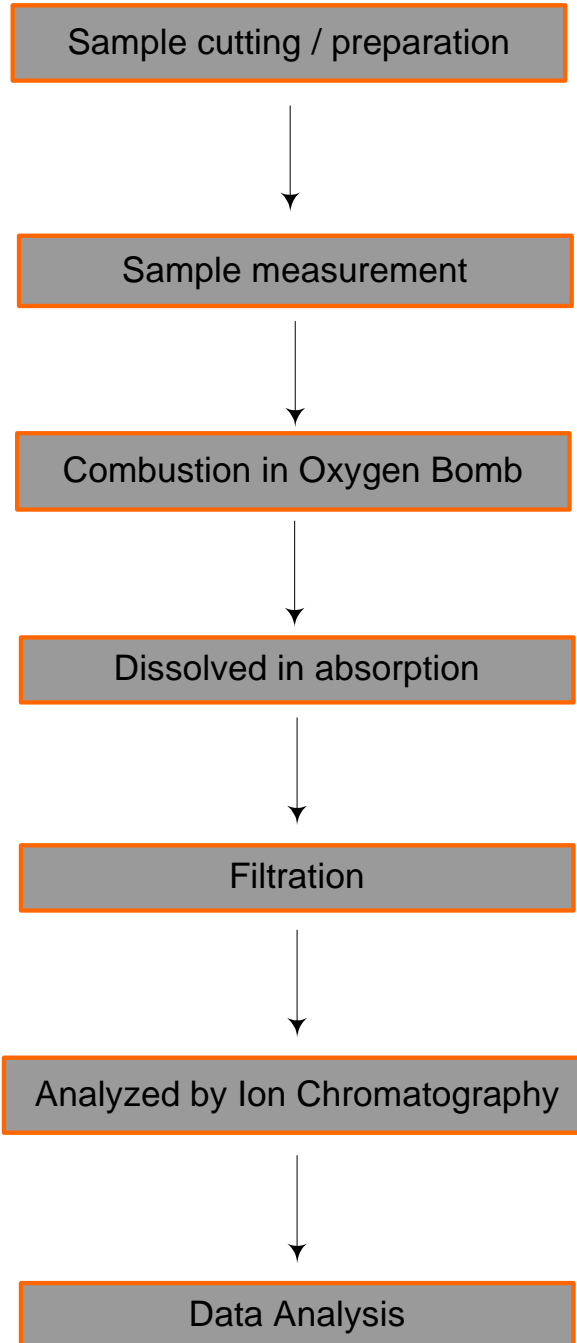 Sample cutting / preparation
Sample measurement
Combustion in Oxygen Bomb
Dissolved in absorption
Filtration
Analyzed by Ion Chromatography
Data Analysis